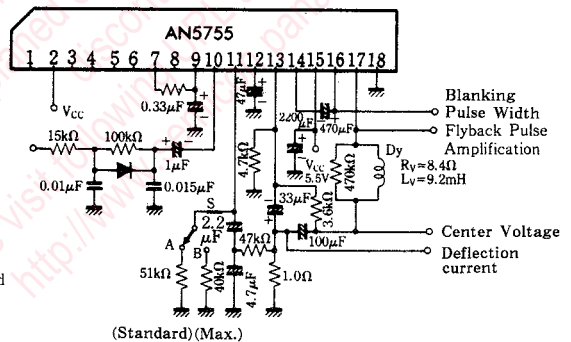 AN5755
1 2 3 4 5 6 7 8 9 10 11 12 13 14 15 16 17 18
Vcc
0.33μF
47μF
2200
μF
470μF
Blanking
Pulse Width
Flyback Pulse
Amplification
15kΩ
100kΩ
1μF
0.01μF
0.015μF
4.7kΩ
Vcc
5.5V
470kΩ
Dy
Rv≈8.4Ω
Lv≈9.2mH
33μF
3.6kΩ
S
2.2
μF
A
B
47kΩ
100μF
Center Voltage
Deflection
current
51kΩ
40kΩ
4.7μF
1.0Ω
(Standard)(Max.)